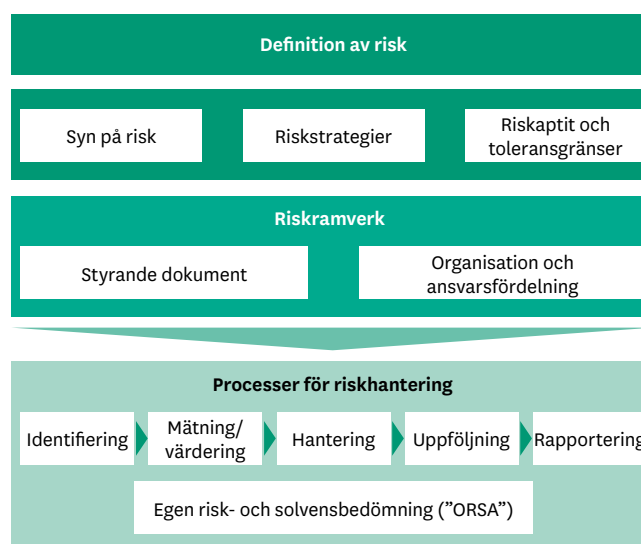 Definition av risk
Syn på risk
Riskstrategier
Riskaptit och
toleransgränser
Riskramverk
Styrande dokument
Organisation och
ansvarsfördelning
Processer för riskhantering
Identifiering
Mätning/
värdering
Hantering
Uppföljning
Rapportering
Egen risk- och solvensbedömning (”ORSA”)